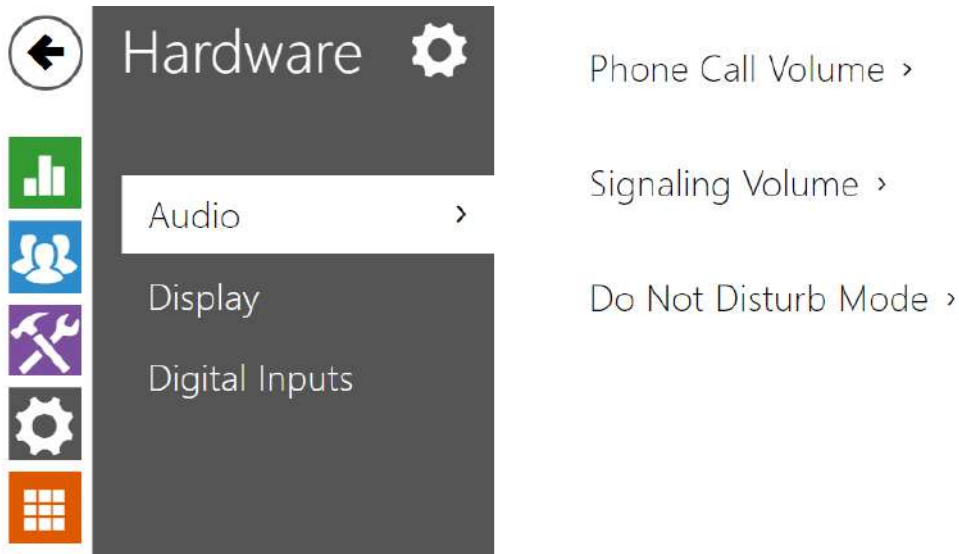 Hardware
Audio
Display
Digital Inputs
Phone Call Volume
Signaling Volume
Do Not Disturb Mode